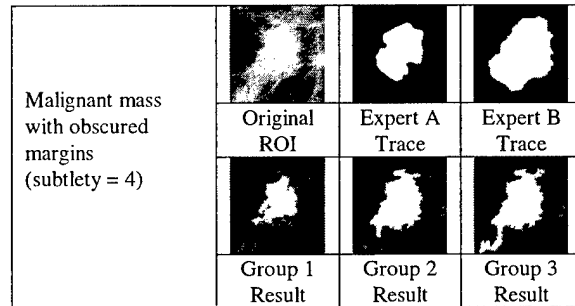 Malignant mass
with obscured
margins
(subtlety = 4)
Original
ROI
Expert A
Trace
Expert B
Trace
Group 1
Result
Group 2
Result
Group 3
Result